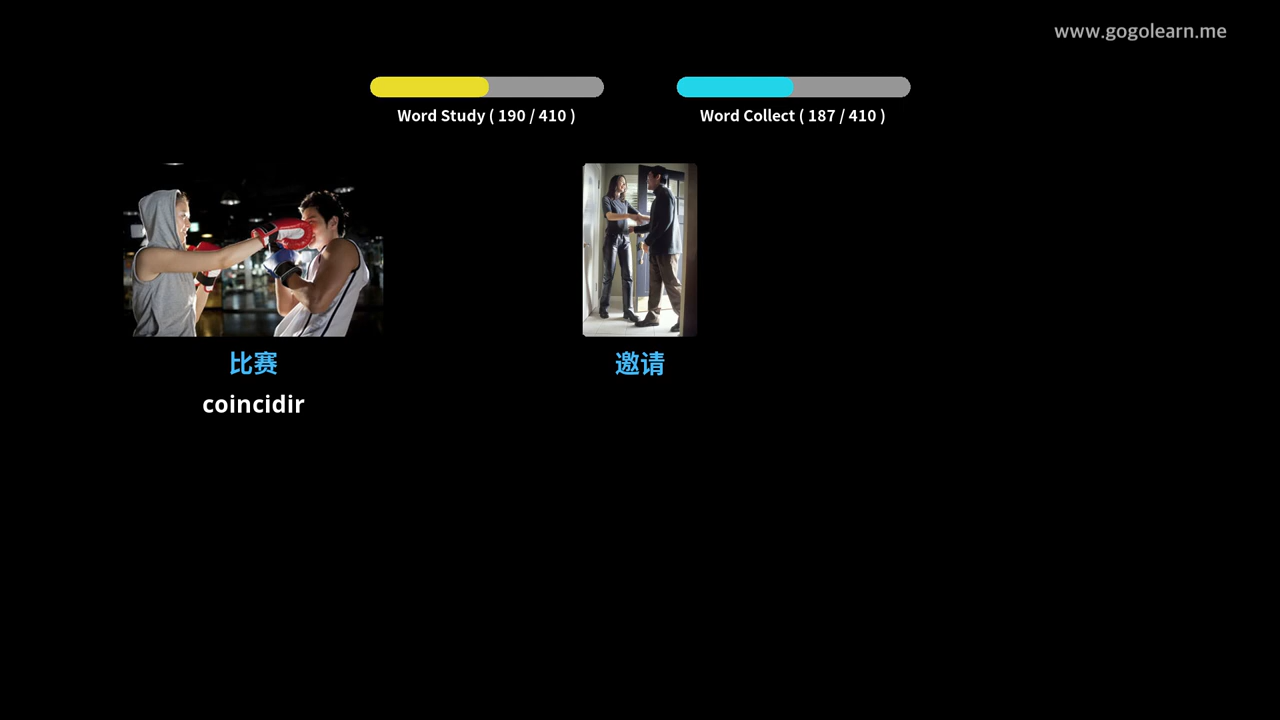 www.gogolearn.me
Word Study ( 190 / 410 )
Word Collect ( 187 / 410 )
比赛
邀请
coincidir